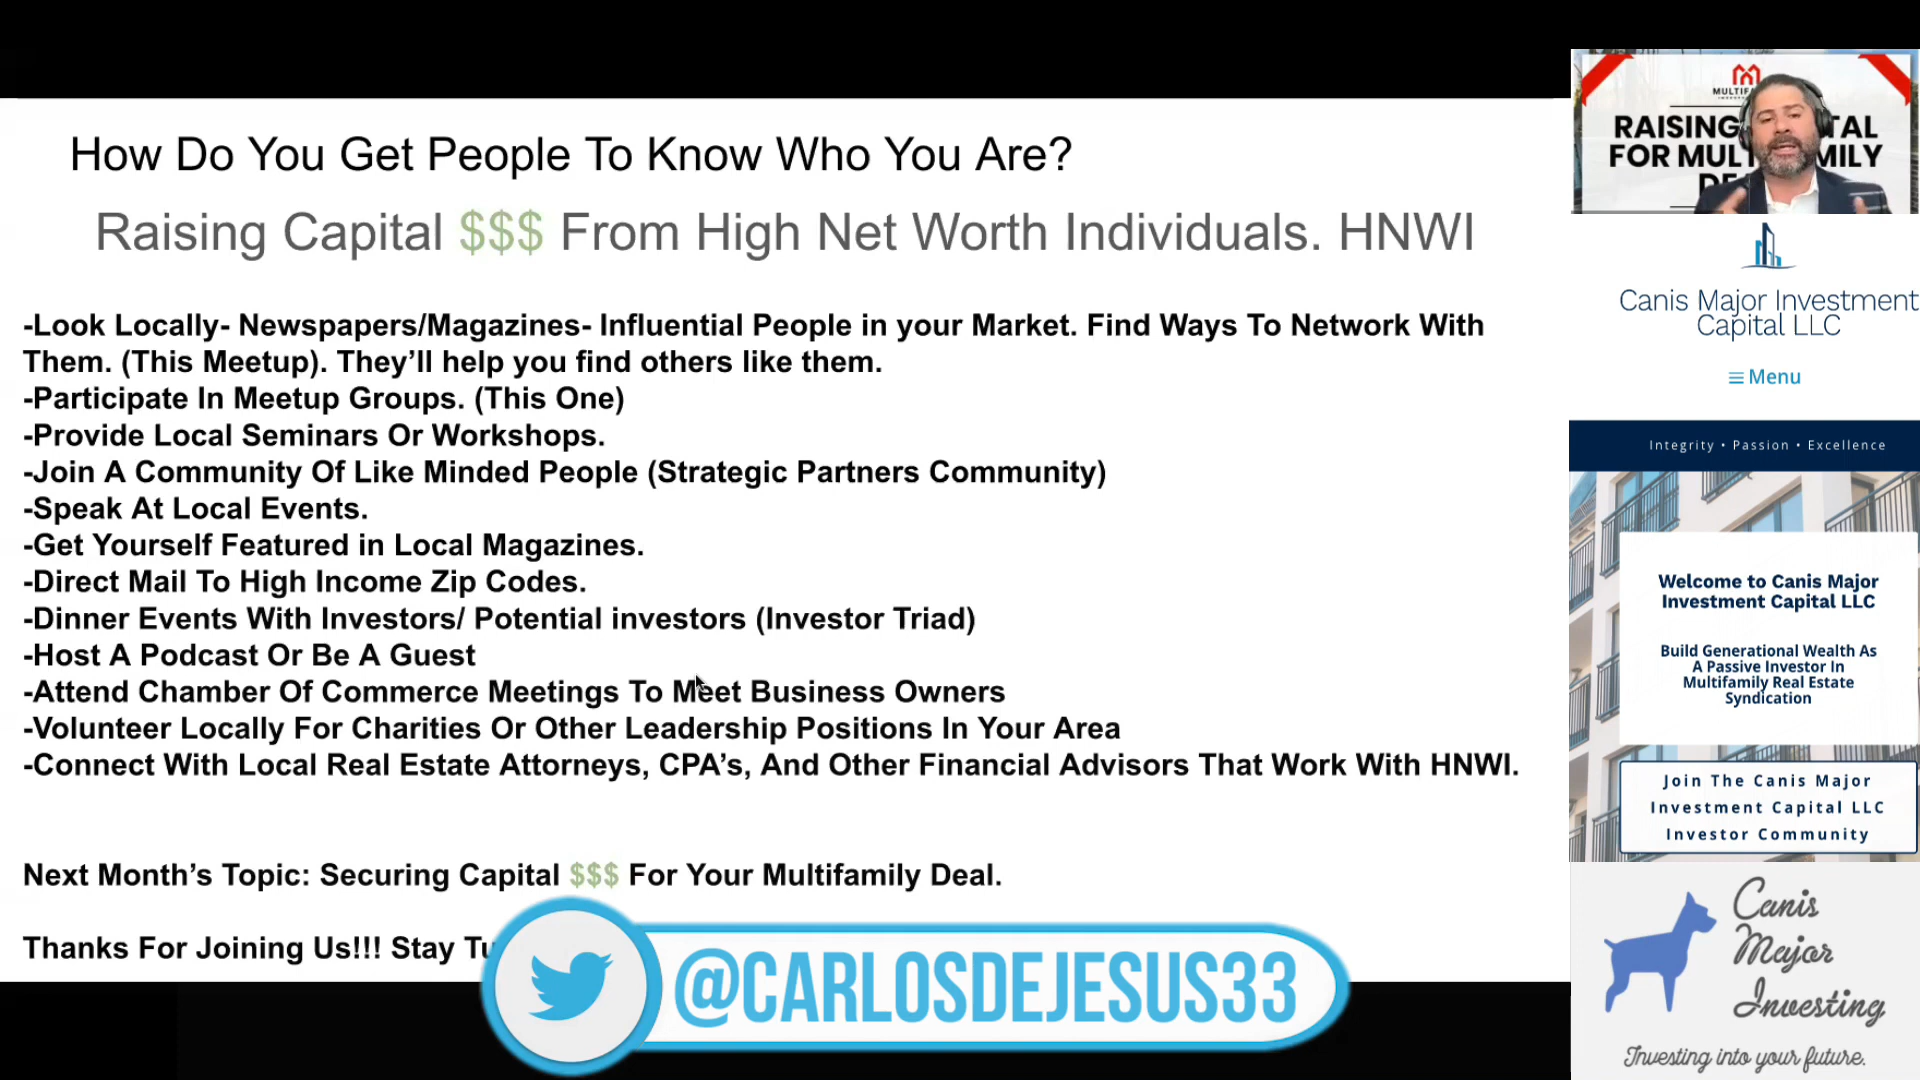 How Do You Get People To Know Who You Are?
Raising Capital $$$ From High Net Worth Individuals. HNWI
-Look Locally- Newspapers/Magazines- Influential People in your Market. Find Ways To Network With
Them. (This Meetup). They’ll help you find others like them.
-Participate In Meetup Groups. (This One)
-Provide Local Seminars Or Workshops.
-Join A Community Of Like Minded People (Strategic Partners Community)
-Speak At Local Events.
-Get Yourself Featured in Local Magazines.
-Direct Mail To High Income Zip Codes.
-Dinner Events With Investors/ Potential investors (Investor Triad)
-Host A Podcast Or Be A Guest
-Attend Chamber Of Commerce Meetings To Meet Business Owners
-Volunteer Locally For Charities Or Other Leadership Positions In Your Area
-Connect With Local Real Estate Attorneys, CPA’s, And Other Financial Advisors That Work With HNWI.
Next Month’s Topic: Securing Capital $$$ For Your Multifamily Deal.
Thanks For Joining Us!!! Stay
@CARLOSDEJESUS33
RAISING
FOR
Canis Major Investment
Capital LLC
Menu
Integrity • Passion • Excellence
Welcome to Canis Major
Investment Capital LLC
Build Generational Wealth As
A Passive Investor In
Multifamily Real Estate
Syndication
Join The Canis Major
Investment Capital LLC
Investor Community
Canis
Major
Investing
Investing into your future.